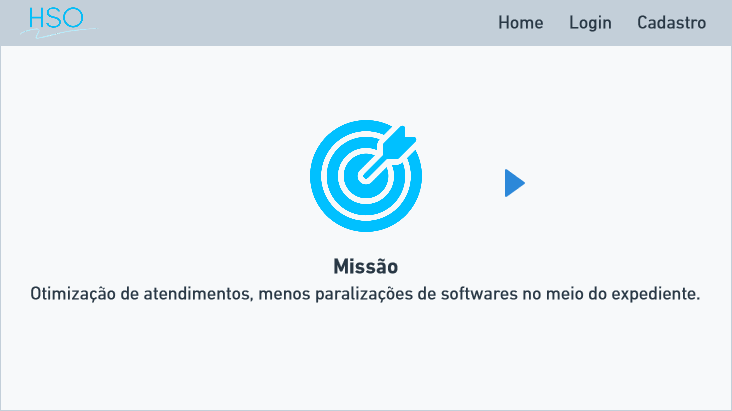 HSO
Home Login Cadastro
Missão
Otimização de atendimentos, menos paralizações de softwares no meio do expediente.